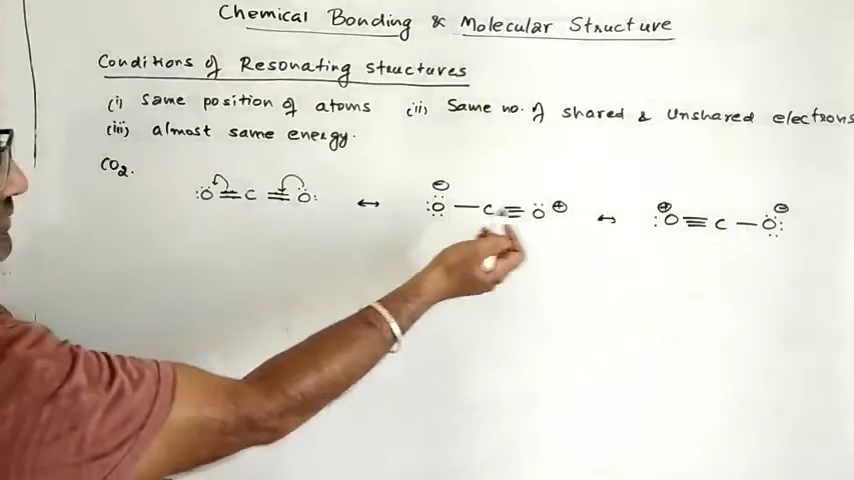 Chemical Bonding & Molecular Structure
Conditions of Resonating structures
(i) Same position of atoms (ii) Same no. of shared & Unshared electrons
(iii) almost same energy.
CO₂.
:Ö=C=Ö: ↔ :Ö̤—C≡Ö ⊕ ↔ :O≡C—Ö̤:
⊖ ⊕ ⊖